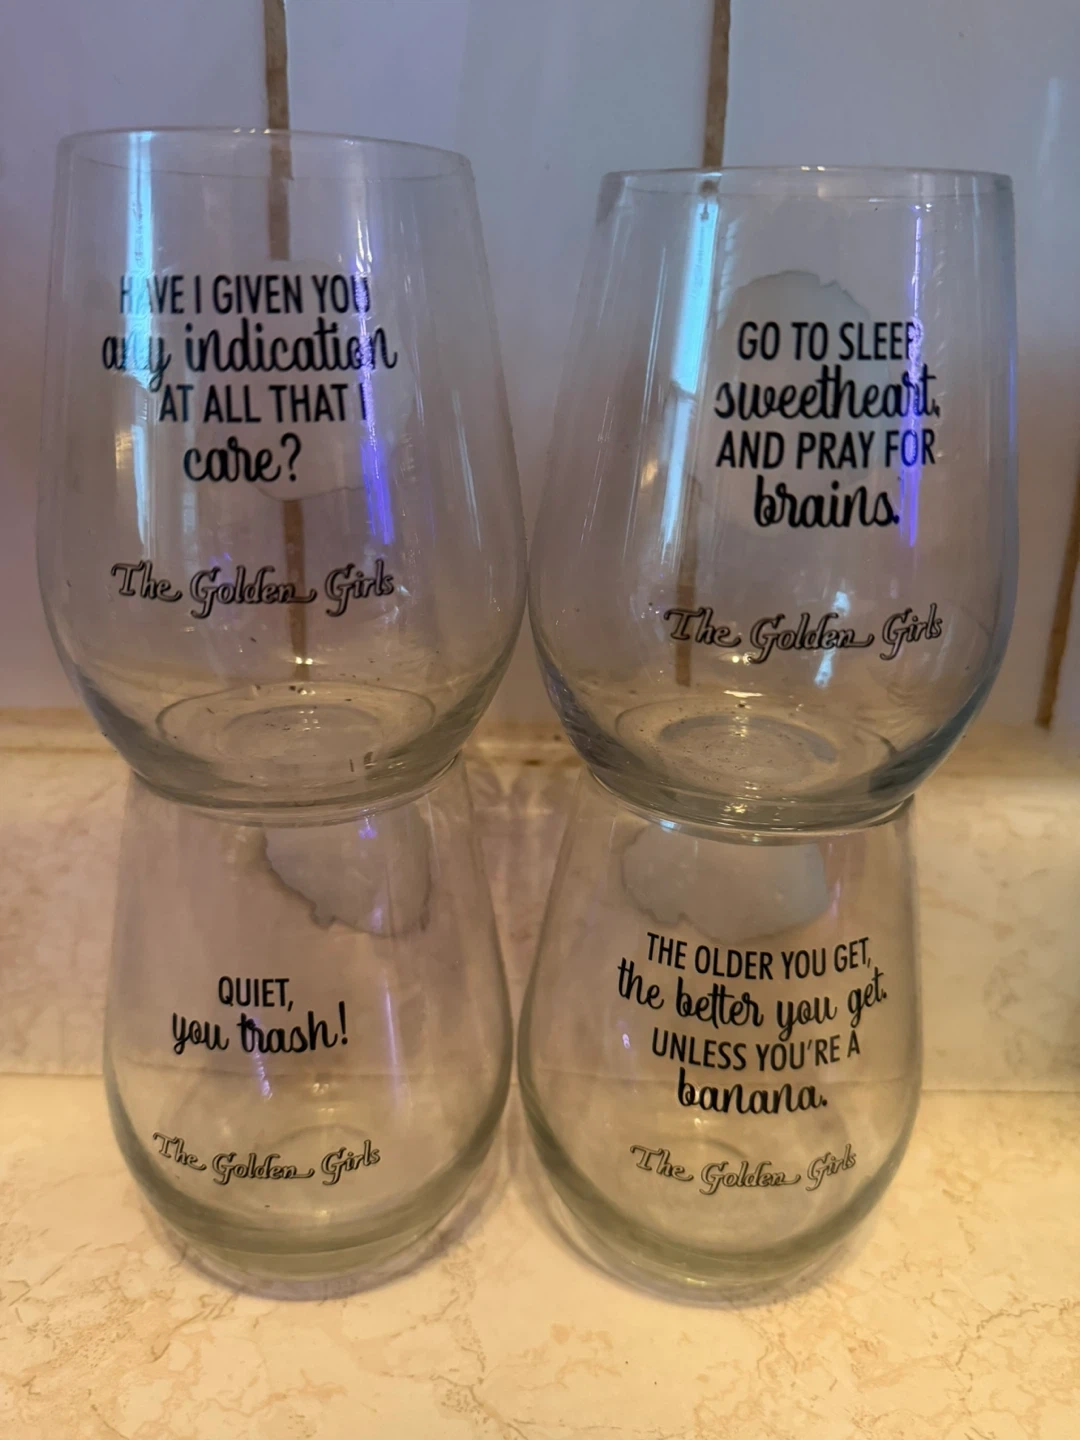 HAVE I GIVEN YOU
any indication
AT ALL THAT I
care?
The Golden Girls
GO TO SLEEP,
sweetheart,
AND PRAY FOR
brains.
The Golden Girls
QUIET,
you trash!
The Golden Girls
THE OLDER YOU GET,
the better you get.
UNLESS YOU'RE A
banana.
The Golden Girls